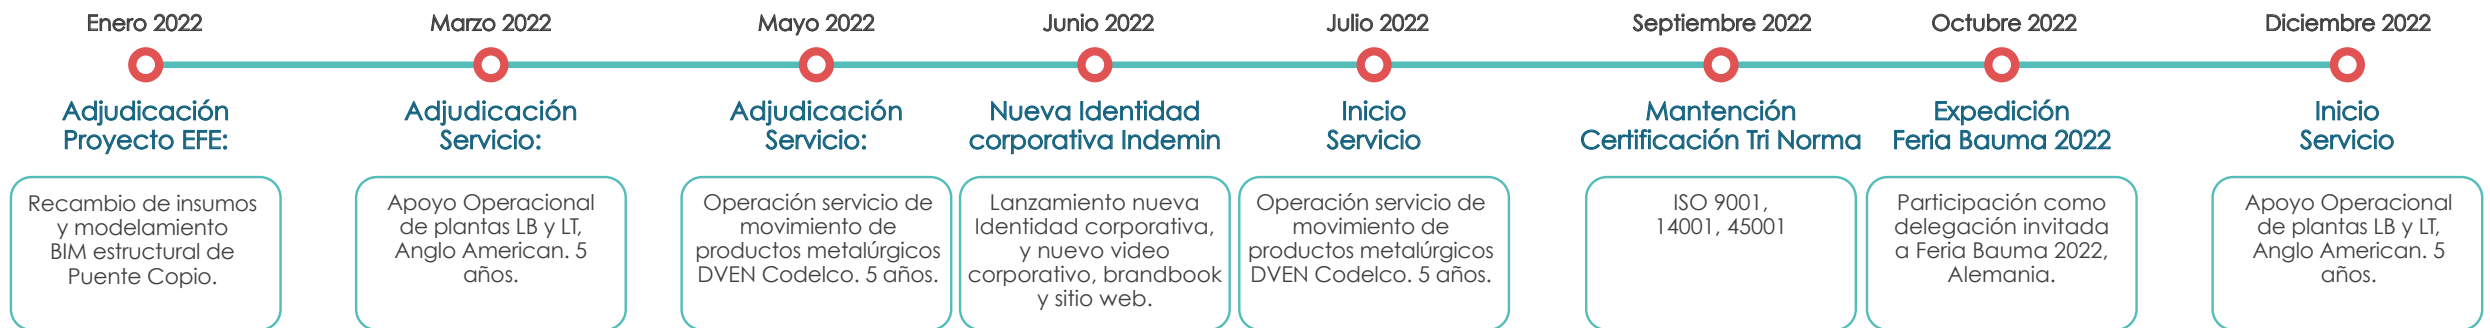 Enero 2022
Adjudicación
Proyecto EFE:
Recambio de insumos
y modelamiento
BIM estructural de
Puente Copio.
Marzo 2022
Adjudicación
Servicio:
Apoyo Operacional
de plantas LB y LT,
Anglo American. 5
años.
Mayo 2022
Adjudicación
Servicio:
Operación servicio de
movimiento de
productos metalúrgicos
DVEN Codelco. 5 años.
Junio 2022
Nueva Identidad
corporativa Indemin
Lanzamiento nueva
Identidad corporativa,
y nuevo video
corporativo, brandbook
y sitio web.
Julio 2022
Inicio
Servicio
Operación servicio de
movimiento de
productos metalúrgicos
DVEN Codelco. 5 años.
Septiembre 2022
Mantención
Certificación Tri Norma
ISO 9001,
14001, 45001
Octubre 2022
Expedición
Feria Bauma 2022
Participación como
delegación invitada
a Feria Bauma 2022,
Alemania.
Diciembre 2022
Inicio
Servicio
Apoyo Operacional
de plantas LB y LT,
Anglo American. 5
años.